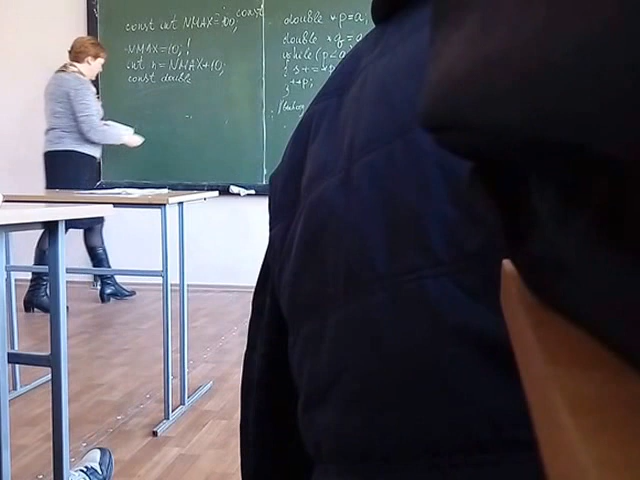 const int NMAX=100;
NMAX=10; !
int n=NMAX+10;
const double
const
double *p=a;
double *q=a
while(p<a
{ s+=*p
++p;
}